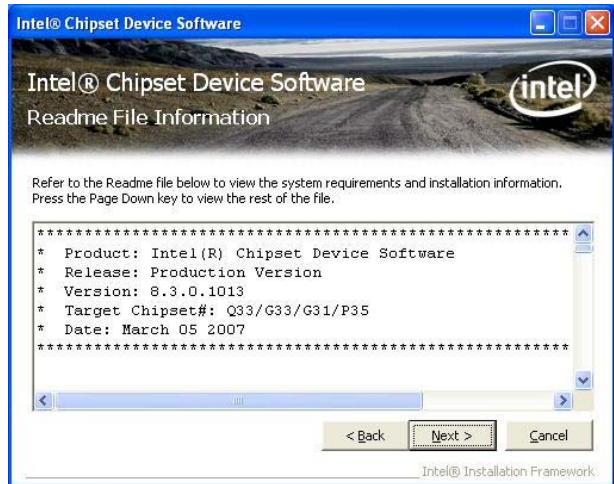 Intel® Chipset Device Software
Intel® Chipset Device Software
intel
Readme File Information
Refer to the Readme file below to view the system requirements and installation information.
Press the Page Down key to view the rest of the file.
************************************************************
* Product: Intel(R) Chipset Device Software
* Release: Production Version
* Version: 8.3.0.1013
* Target Chipset#: Q33/G33/G31/P35
* Date: March 05 2007
************************************************************
< Back
Next >
Cancel
Intel® Installation Framework